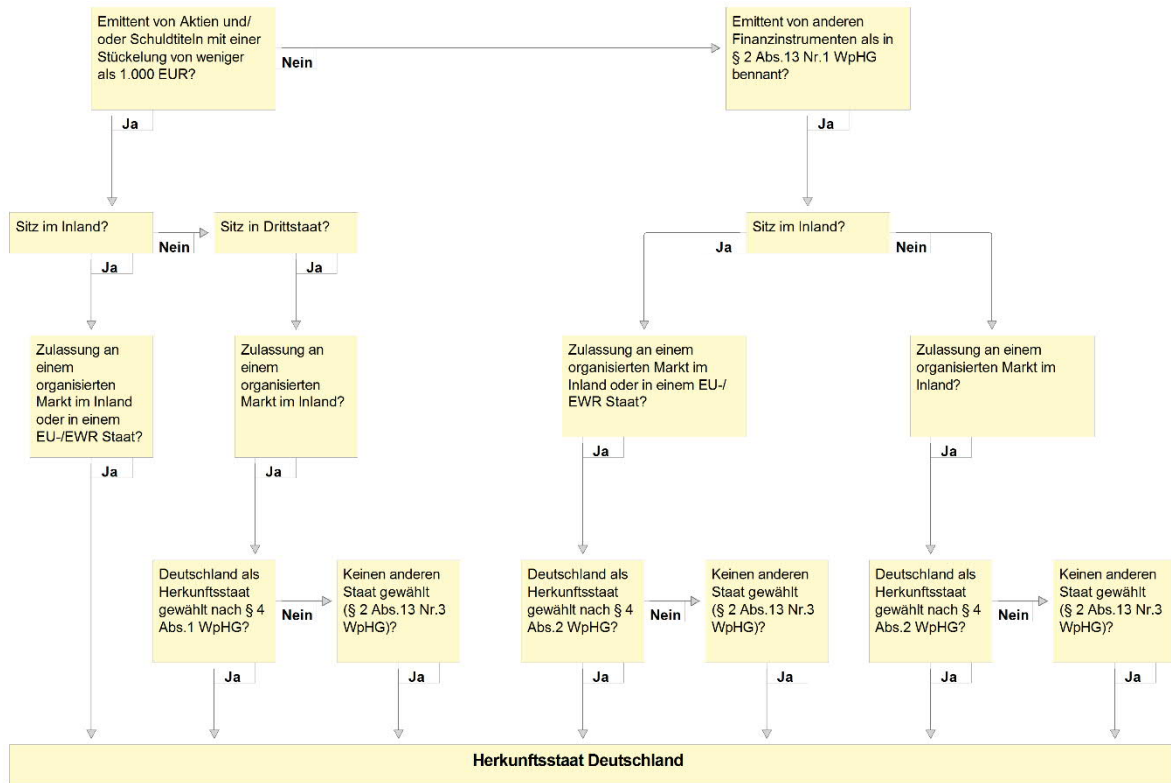 Emittent von Aktien und/
oder Schuldtiteln mit einer
Stückelung von weniger
als 1.000 EUR?
Nein
Emittent von anderen
Finanzinstrumenten als in
§ 2 Abs.13 Nr.1 WpHG
bennant?
Ja
Ja
Sitz im Inland?
Nein
Sitz in Drittstaat?
Ja
Sitz im Inland?
Nein
Ja
Ja
Zulassung an
einem
organisierten
Markt im Inland
oder in einem
EU-/EWR Staat?
Zulassung an
einem
organisierten
Markt im Inland?
Zulassung an einem
organisierten Markt im
Inland oder in einem EU-/
EWR Staat?
Zulassung an einem
organisierten Markt im
Inland?
Ja
Ja
Ja
Ja
Deutschland als
Herkunftsstaat
gewählt nach § 4
Abs.1 WpHG?
Nein
Keinen anderen
Staat gewählt
(§ 2 Abs.13 Nr.3
WpHG)?
Deutschland als
Herkunftsstaat
gewählt nach § 4
Abs.2 WpHG?
Nein
Keinen anderen
Staat gewählt
(§ 2 Abs.13 Nr.3
WpHG)?
Deutschland als
Herkunftsstaat
gewählt nach § 4
Abs.2 WpHG?
Nein
Keinen anderen
Staat gewählt
(§ 2 Abs.13 Nr.3
WpHG)?
Ja
Ja
Ja
Ja
Ja
Ja
Herkunftsstaat Deutschland